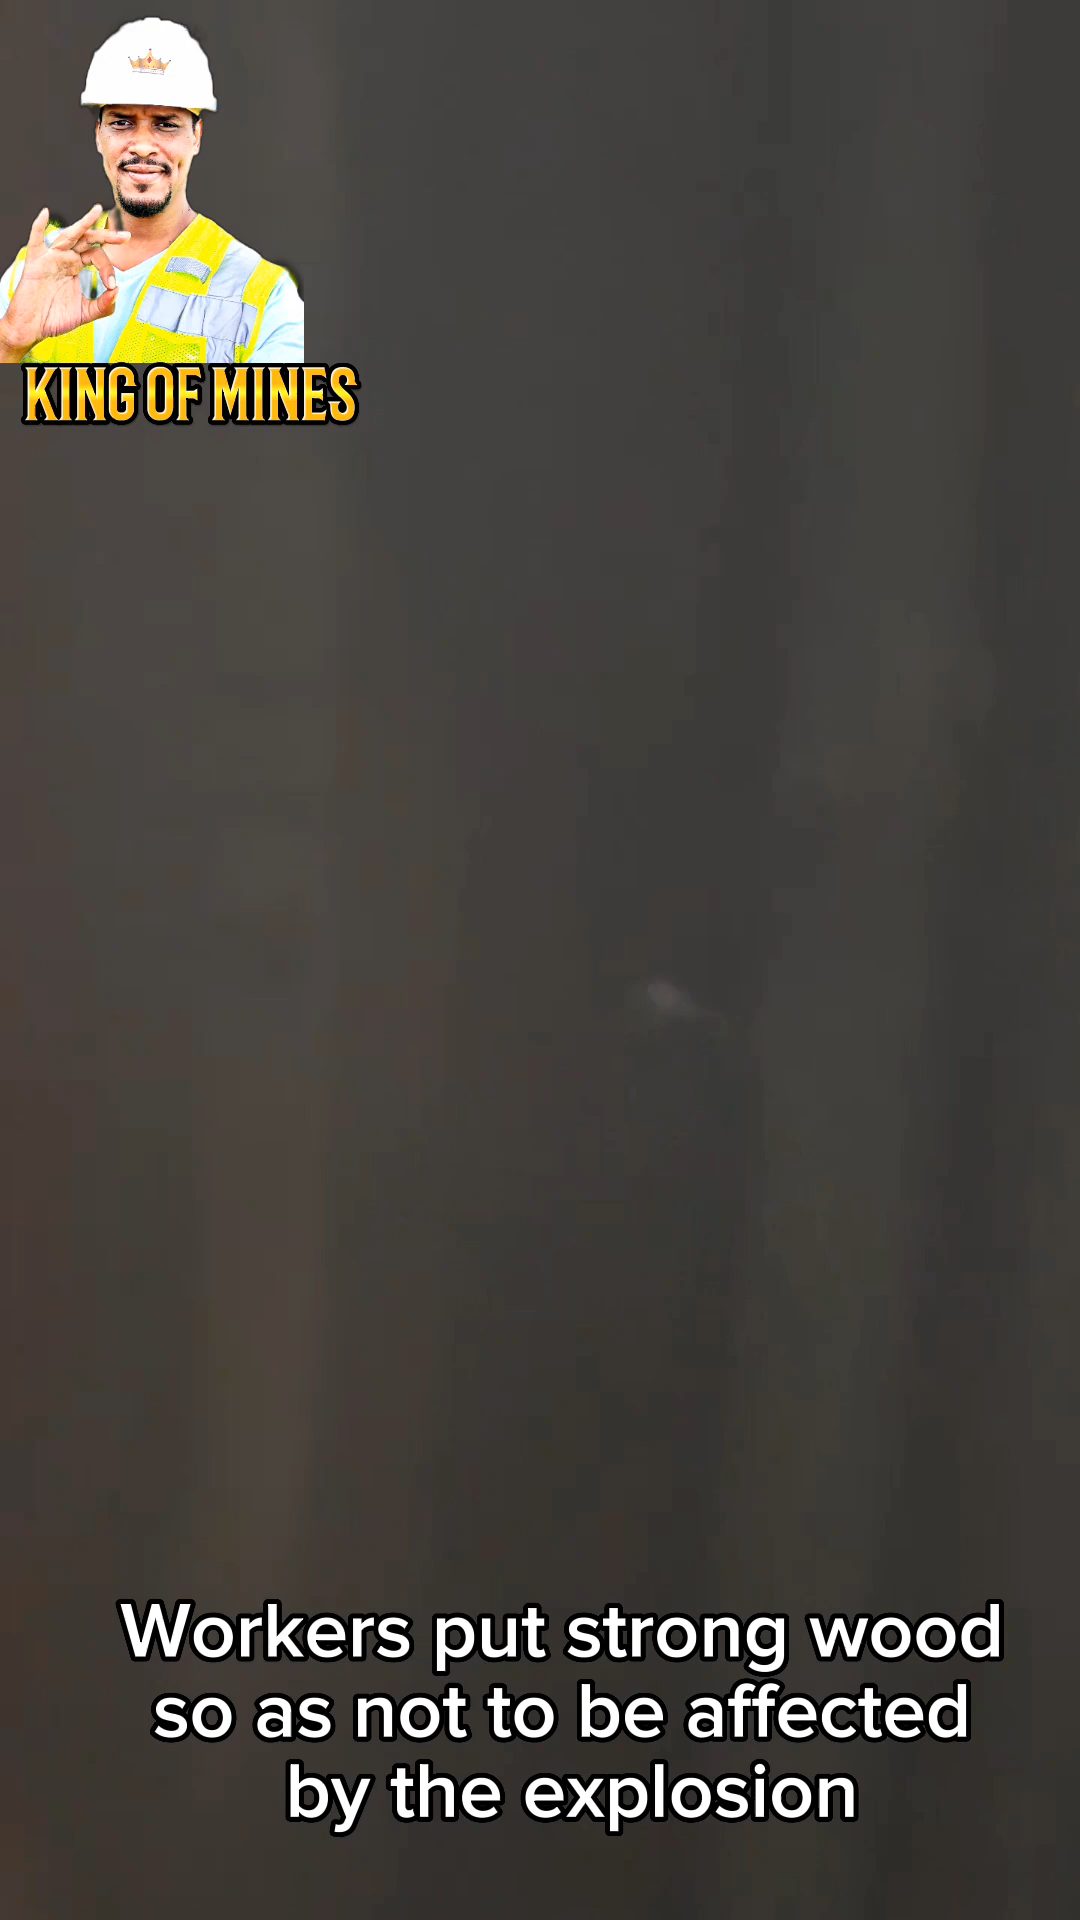 KING OF MINES
Workers put strong wood
so as not to be affected
by the explosion